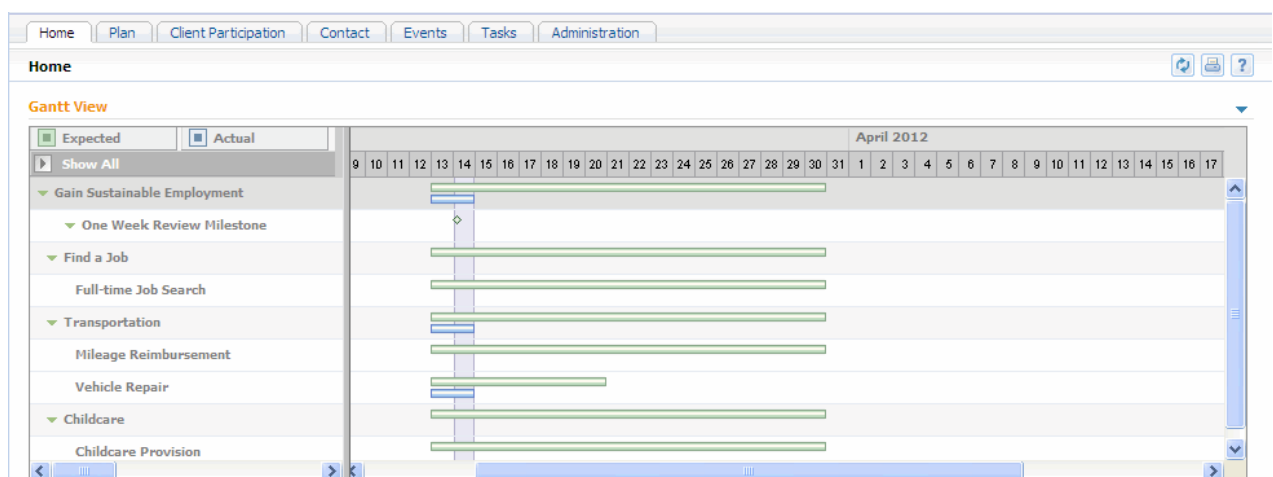 Home Plan Client Participation Contact Events Tasks Administration
Home
?
Gantt View
Expected Actual
April 2012
Show All
9 10 11 12 13 14 15 16 17 18 19 20 21 22 23 24 25 26 27 28 29 30 31 1 2 3 4 5 6 7 8 9 10 11 12 13 14 15 16 17
Gain Sustainable Employment
One Week Review Milestone
Find a Job
Full-time Job Search
Transportation
Mileage Reimbursement
Vehicle Repair
Childcare
Childcare Provision